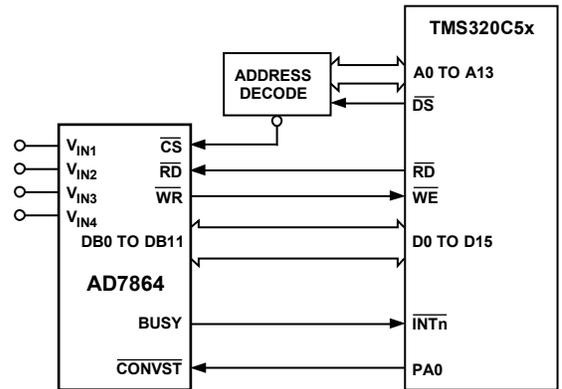 TMS320C5x
ADDRESS
DECODE
A0 TO A13
DS
VIN1
CS
VIN2
RD
RD
VIN3
WR
WE
VIN4
DB0 TO DB11
D0 TO D15
AD7864
BUSY
INTn
CONVST
PA0